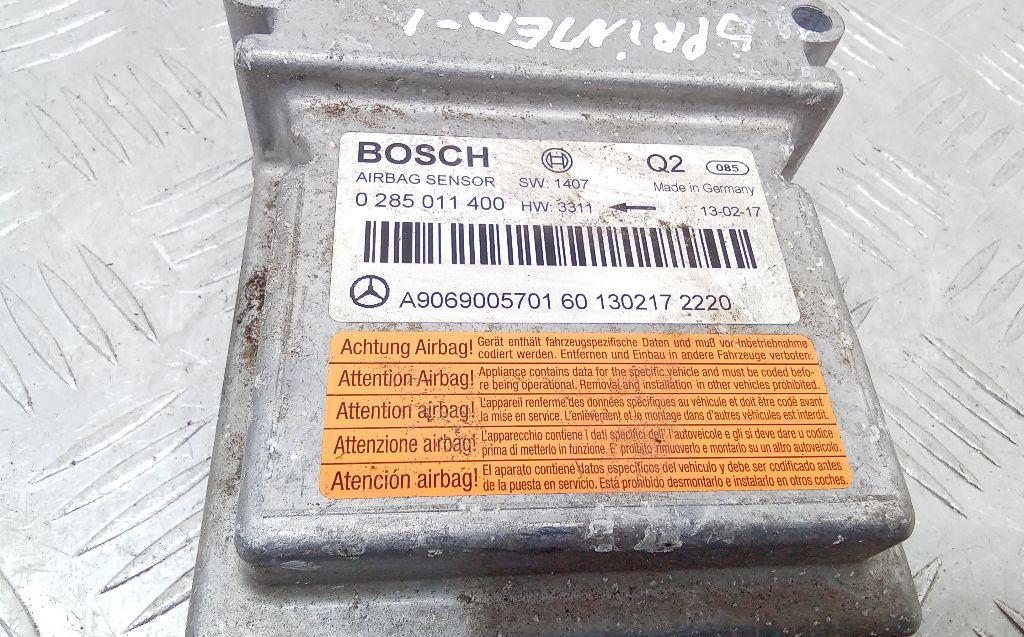 SPRiNTER-1
BOSCH
Q2
085
AIRBAG SENSOR SW: 1407
Made in Germany
0 285 011 400 HW: 3311
13-02-17
A9069005701 60 130217 2220
Achtung Airbag! Gerät enthält fahrzeugspezifische Daten und muß vor Inbetriebnahme
codiert werden. Entfernen und Einbau in andere Fahrzeuge verboten.
Attention Airbag! Appliance contains data for the specific vehicle and must be coded befo-
re being operational. Removal and installation in other vehicles prohibited.
Attention airbag! L'appareil renferme des données spécifiques au véhicule et doit être codé avant
la mise en service. L'enlèvement et le montage dans d'autres véhicules est interdit.
Attenzione airbag! L'apparecchio contiene i dati specifici dell' l'autoveicole e gli si deve dare u codice
prima di metterlo in funzione. E' proibito rimuoverlo e montarlo su un altro autoveicolo.
Atención airbag! El aparato contiene datos específicos del vehículo y debe ser codificado antes
de la puesta en servicio. Está prohibido desmontarlo e instalarlo en otros coches.